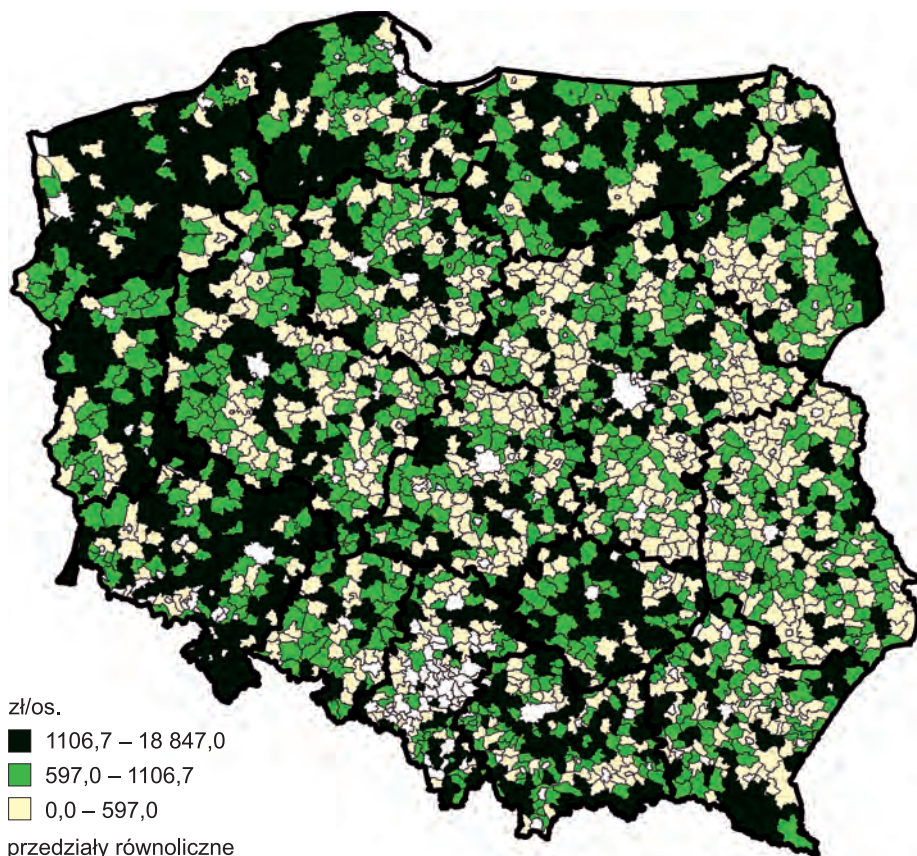 zł/os.
1106,7 – 18 847,0
597,0 – 1106,7
0,0 – 597,0
przedziały równoliczne